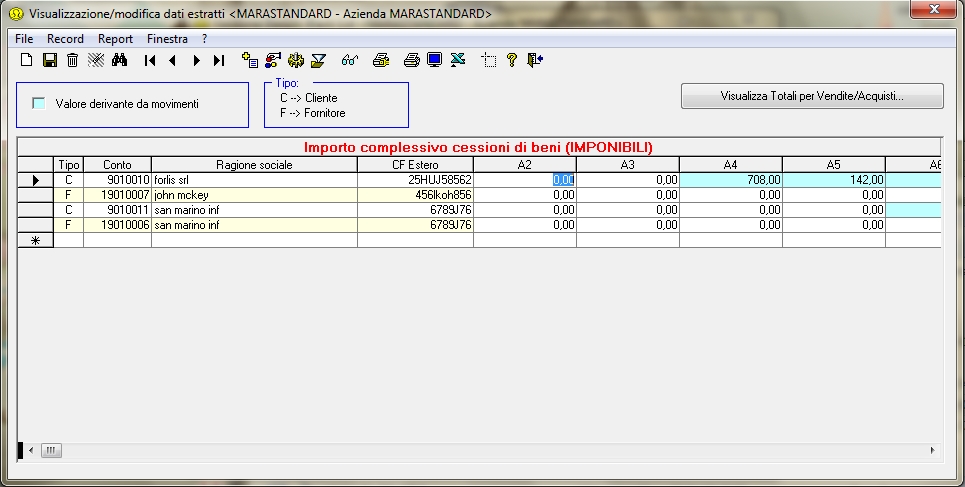 Visualizzazione/modifica dati estratti <MARASTANDARD - Azienda MARASTANDARD>
File Record Report Finestra ?
Valore derivante da movimenti
Tipo:
C --> Cliente
F --> Fornitore
Visualizza Totali per Vendite/Acquisti...
Importo complessivo cessioni di beni (IMPONIBILI)
Tipo Conto Ragione sociale CF Estero A2 A3 A4 A5 A6
C 9010010 forlis srl 25HUJ58562 0,00 0,00 708,00 142,00
F 19010007 john mckey 456lkoh856 0,00 0,00 0,00 0,00
C 9010011 san marino inf 6789J76 0,00 0,00 0,00 0,00
F 19010006 san marino inf 6789J76 0,00 0,00 0,00 0,00